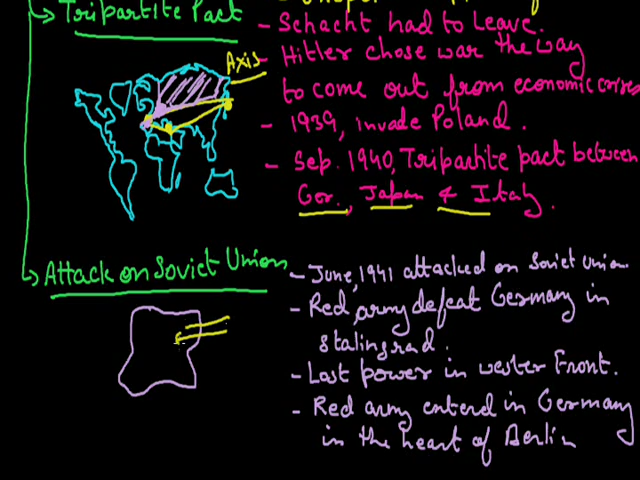 Tripartite Pact
- Schacht had to leave.
- Hitler chose war the way
to come out from economic crises
- 1939, invade Poland.
- Sep. 1940, Tripartite pact between
Ger., Japan & Italy.
Axis
Attack on Soviet Union
- June, 1941 attacked on Soviet Union.
- Red army defeat Germany in
Stalingrad.
- Last power in wester Front.
- Red army entered in Germany
in the heart of Berlin